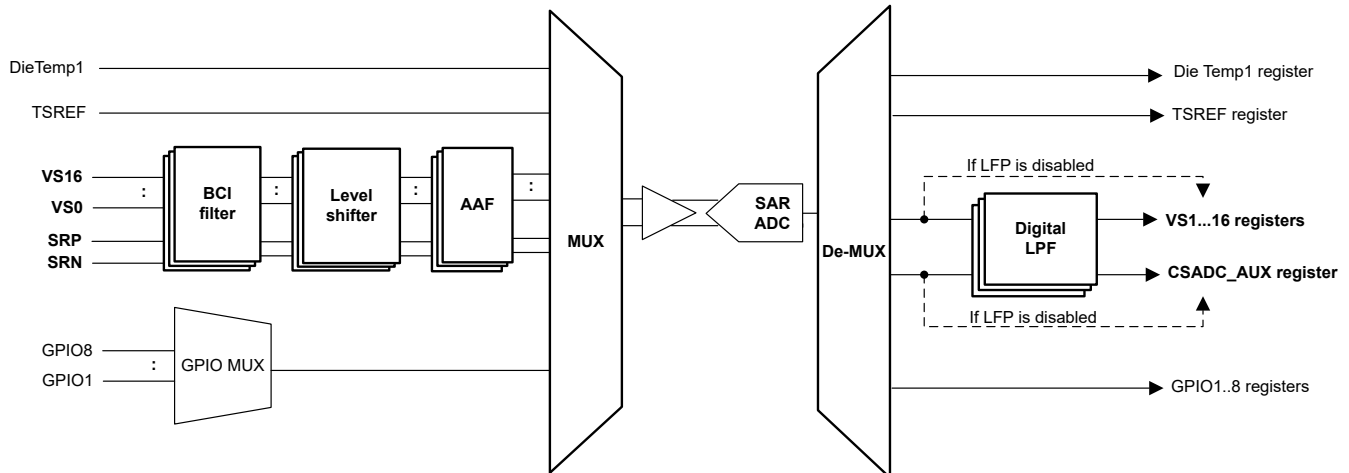 DieTemp1
TSREF
VS16
:
VS0
SRP
SRN
BCI
filter
:
Level
shifter
:
AAF
:
GPIO8
:
GPIO1
GPIO MUX
MUX
SAR
ADC
De-MUX
Die Temp1 register
TSREF register
If LFP is disabled
Digital
LPF
VS1...16 registers
CSADC_AUX register
If LFP is disabled
GPIO1..8 registers